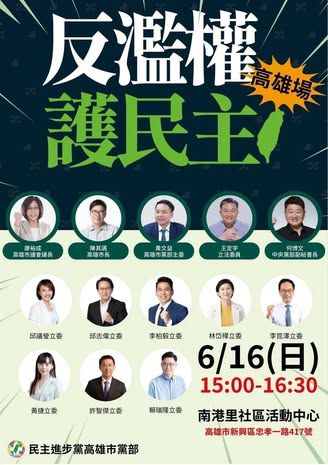 反濫權
高雄場
護民主
康裕成
高雄市議會議長
陳其邁
高雄市長
黃文益
高雄市黨部主委
王定宇
立法委員
何博文
中央黨部副秘書長
邱議瑩立委
邱志偉立委
李柏毅立委
林岱樺立委
李昆澤立委
黃捷立委
許智傑立委
賴瑞隆立委
6/16(日)
15:00-16:30
南港里社區活動中心
高雄市新興區忠孝一路417號
民主進步黨高雄市黨部